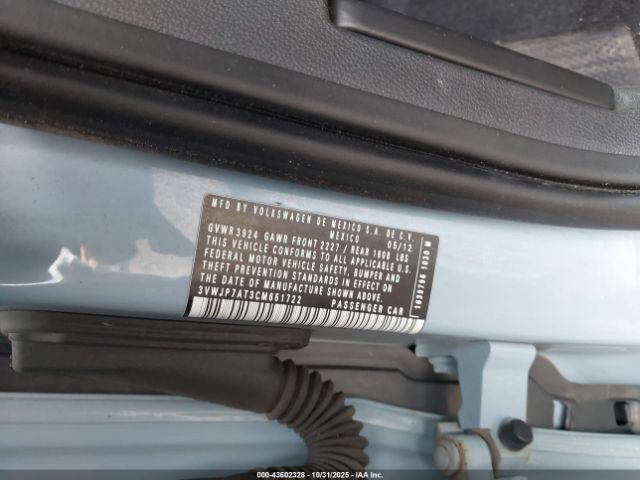 MFD BY VOLKSWAGEN DE MEXICO S.A. DE C.V.
MEXICO 05/12
GVWR 3924 GAWR FRONT 2227 / REAR 1808 LBS
THIS VEHICLE CONFORMS TO ALL APPLICABLE
FEDERAL MOTOR VEHICLE SAFETY, BUMPER AND
THEFT PREVENTION STANDARDS IN EFFECT ON
THE DATE OF MANUFACTURE SHOWN ABOVE.
3VWJP7AT3CM651722
PASSENGER CAR
000-43602328 - 10/31/2025 - IAAI.COM